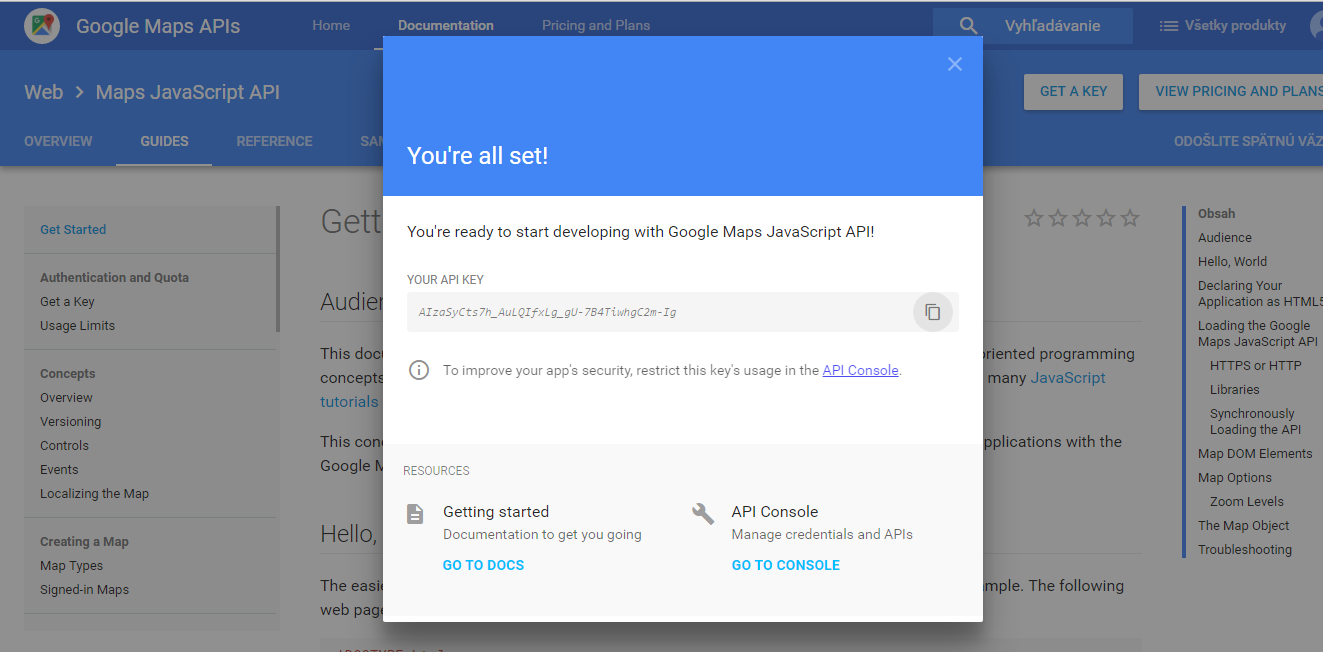 Google Maps APIs
Home
Documentation
Pricing and Plans
Vyhľadávanie
Všetky produkty
Web > Maps JavaScript API
GET A KEY
VIEW PRICING AND PLANS
OVERVIEW
GUIDES
REFERENCE
SAM
ODOŠLITE SPÄTNÚ VÄZ
Get Started
Authentication and Quota
Get a Key
Usage Limits
Concepts
Overview
Versioning
Controls
Events
Localizing the Map
Creating a Map
Map Types
Signed-in Maps
Gett
Audien
This docu
concepts
tutorials
This conc
Google M
Hello,
The easie
web page
oriented programming
many JavaScript
pplications with the
mple. The following
You're all set!
You're ready to start developing with Google Maps JavaScript API!
YOUR API KEY
AIzaSyCts7h_AuLQIfxLg_gU-7B4TiwhgC2m-Ig
To improve your app's security, restrict this key's usage in the API Console.
RESOURCES
Getting started
Documentation to get you going
GO TO DOCS
API Console
Manage credentials and APIs
GO TO CONSOLE
Obsah
Audience
Hello, World
Declaring Your
Application as HTML5
Loading the Google
Maps JavaScript API
HTTPS or HTTP
Libraries
Synchronously
Loading the API
Map DOM Elements
Map Options
Zoom Levels
The Map Object
Troubleshooting